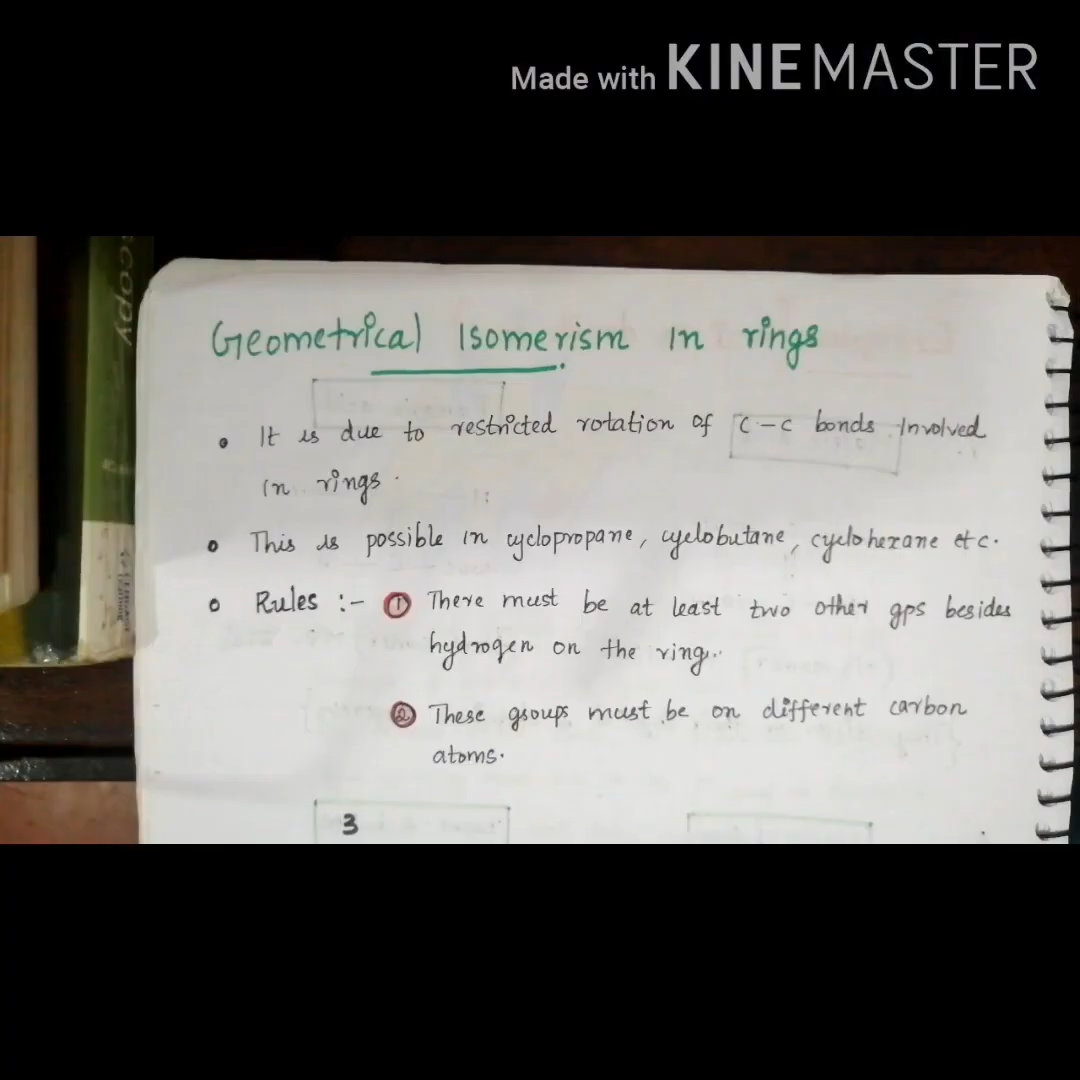 Made with KINEMASTER
copy
Geometrical Isomerism In rings
• It is due to restricted rotation of C-C bonds Involved
in rings.
• This is possible in cyclopropane, cyclobutane, cyclohexane etc.
• Rules :- ① There must be at least two other gps besides
hydrogen on the ring.
② These groups must be on different carbon
atoms.
3